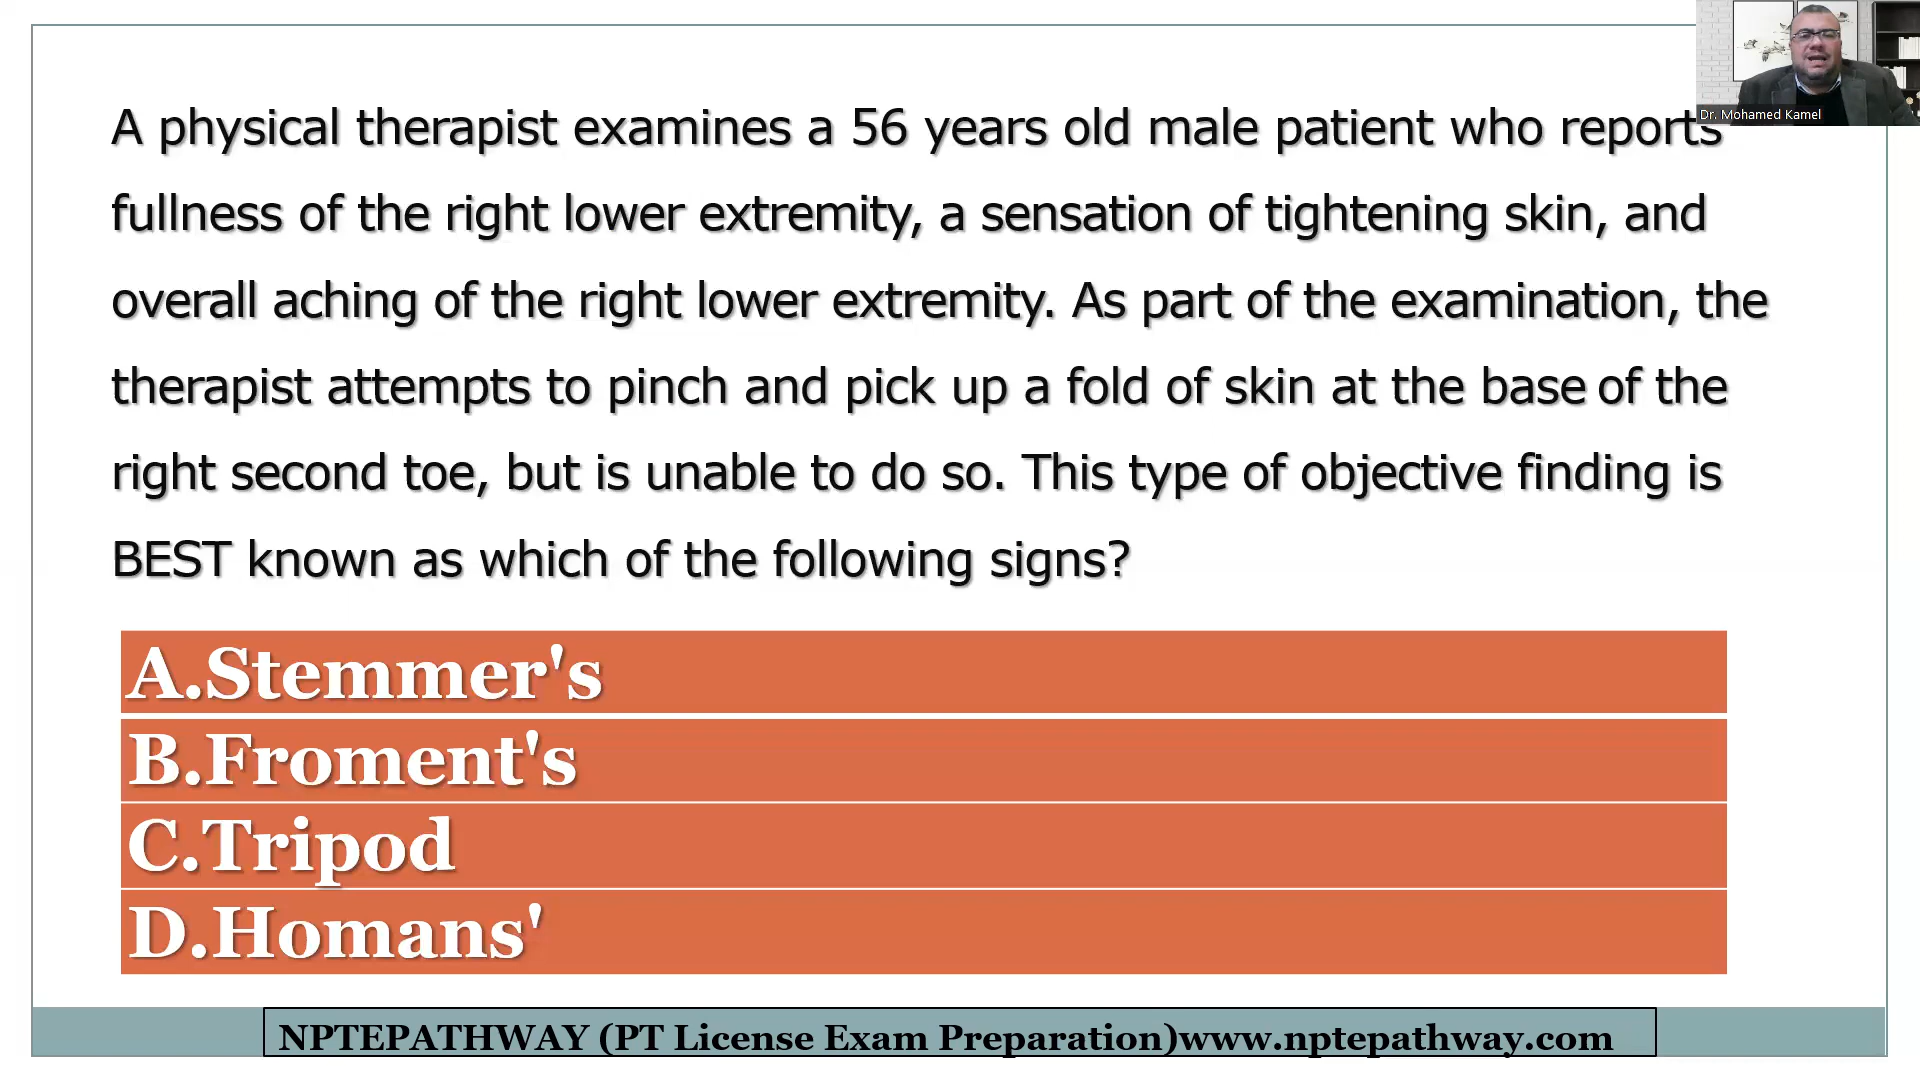 Dr. Mohamed Kamel
A physical therapist examines a 56 years old male patient who reports
fullness of the right lower extremity, a sensation of tightening skin, and
overall aching of the right lower extremity. As part of the examination, the
therapist attempts to pinch and pick up a fold of skin at the base of the
right second toe, but is unable to do so. This type of objective finding is
BEST known as which of the following signs?
A.Stemmer's
B.Froment's
C.Tripod
D.Homans'
NPTEPATHWAY (PT License Exam Preparation)www.nptepathway.com